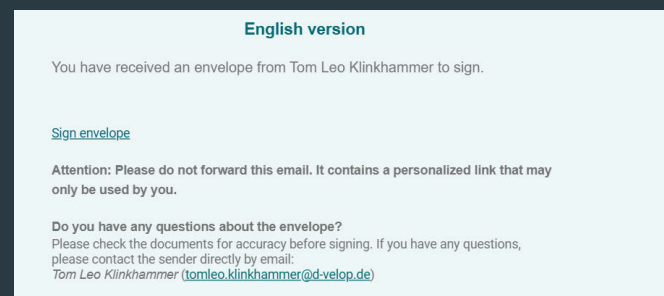 English version
You have received an envelope from Tom Leo Klinkhammer to sign.
Sign envelope
Attention: Please do not forward this email. It contains a personalized link that may
only be used by you.
Do you have any questions about the envelope?
Please check the documents for accuracy before signing. If you have any questions,
please contact the sender directly by email:
Tom Leo Klinkhammer (tomleo.klinkhammer@d-velop.de)